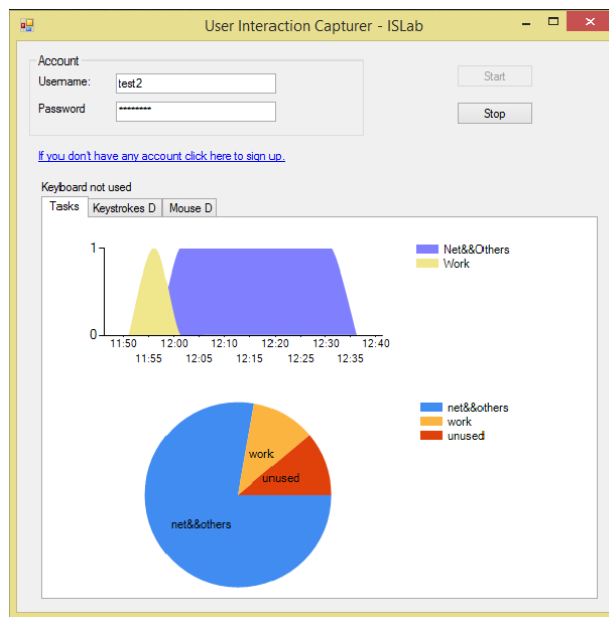 User Interaction Capturer - ISLab
Account
Username: test2
Password ********
Start
Stop
If you don't have any account click here to sign up.
Keyboard not used
Tasks Keystrokes D Mouse D
1
0
Net&&Others
Work
11:50 12:00 12:10 12:20 12:30 12:40
11:55 12:05 12:15 12:25 12:35
net&&others
work
unused
work
unused
net&&others